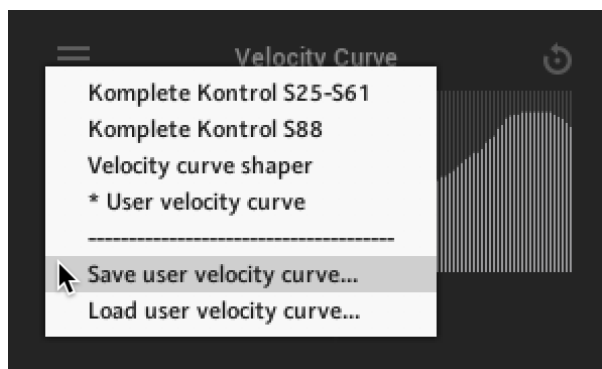 Velocity Curve
Komplete Kontrol S25-S61
Komplete Kontrol S88
Velocity curve shaper
* User velocity curve
--------------------------------------
Save user velocity curve...
Load user velocity curve...